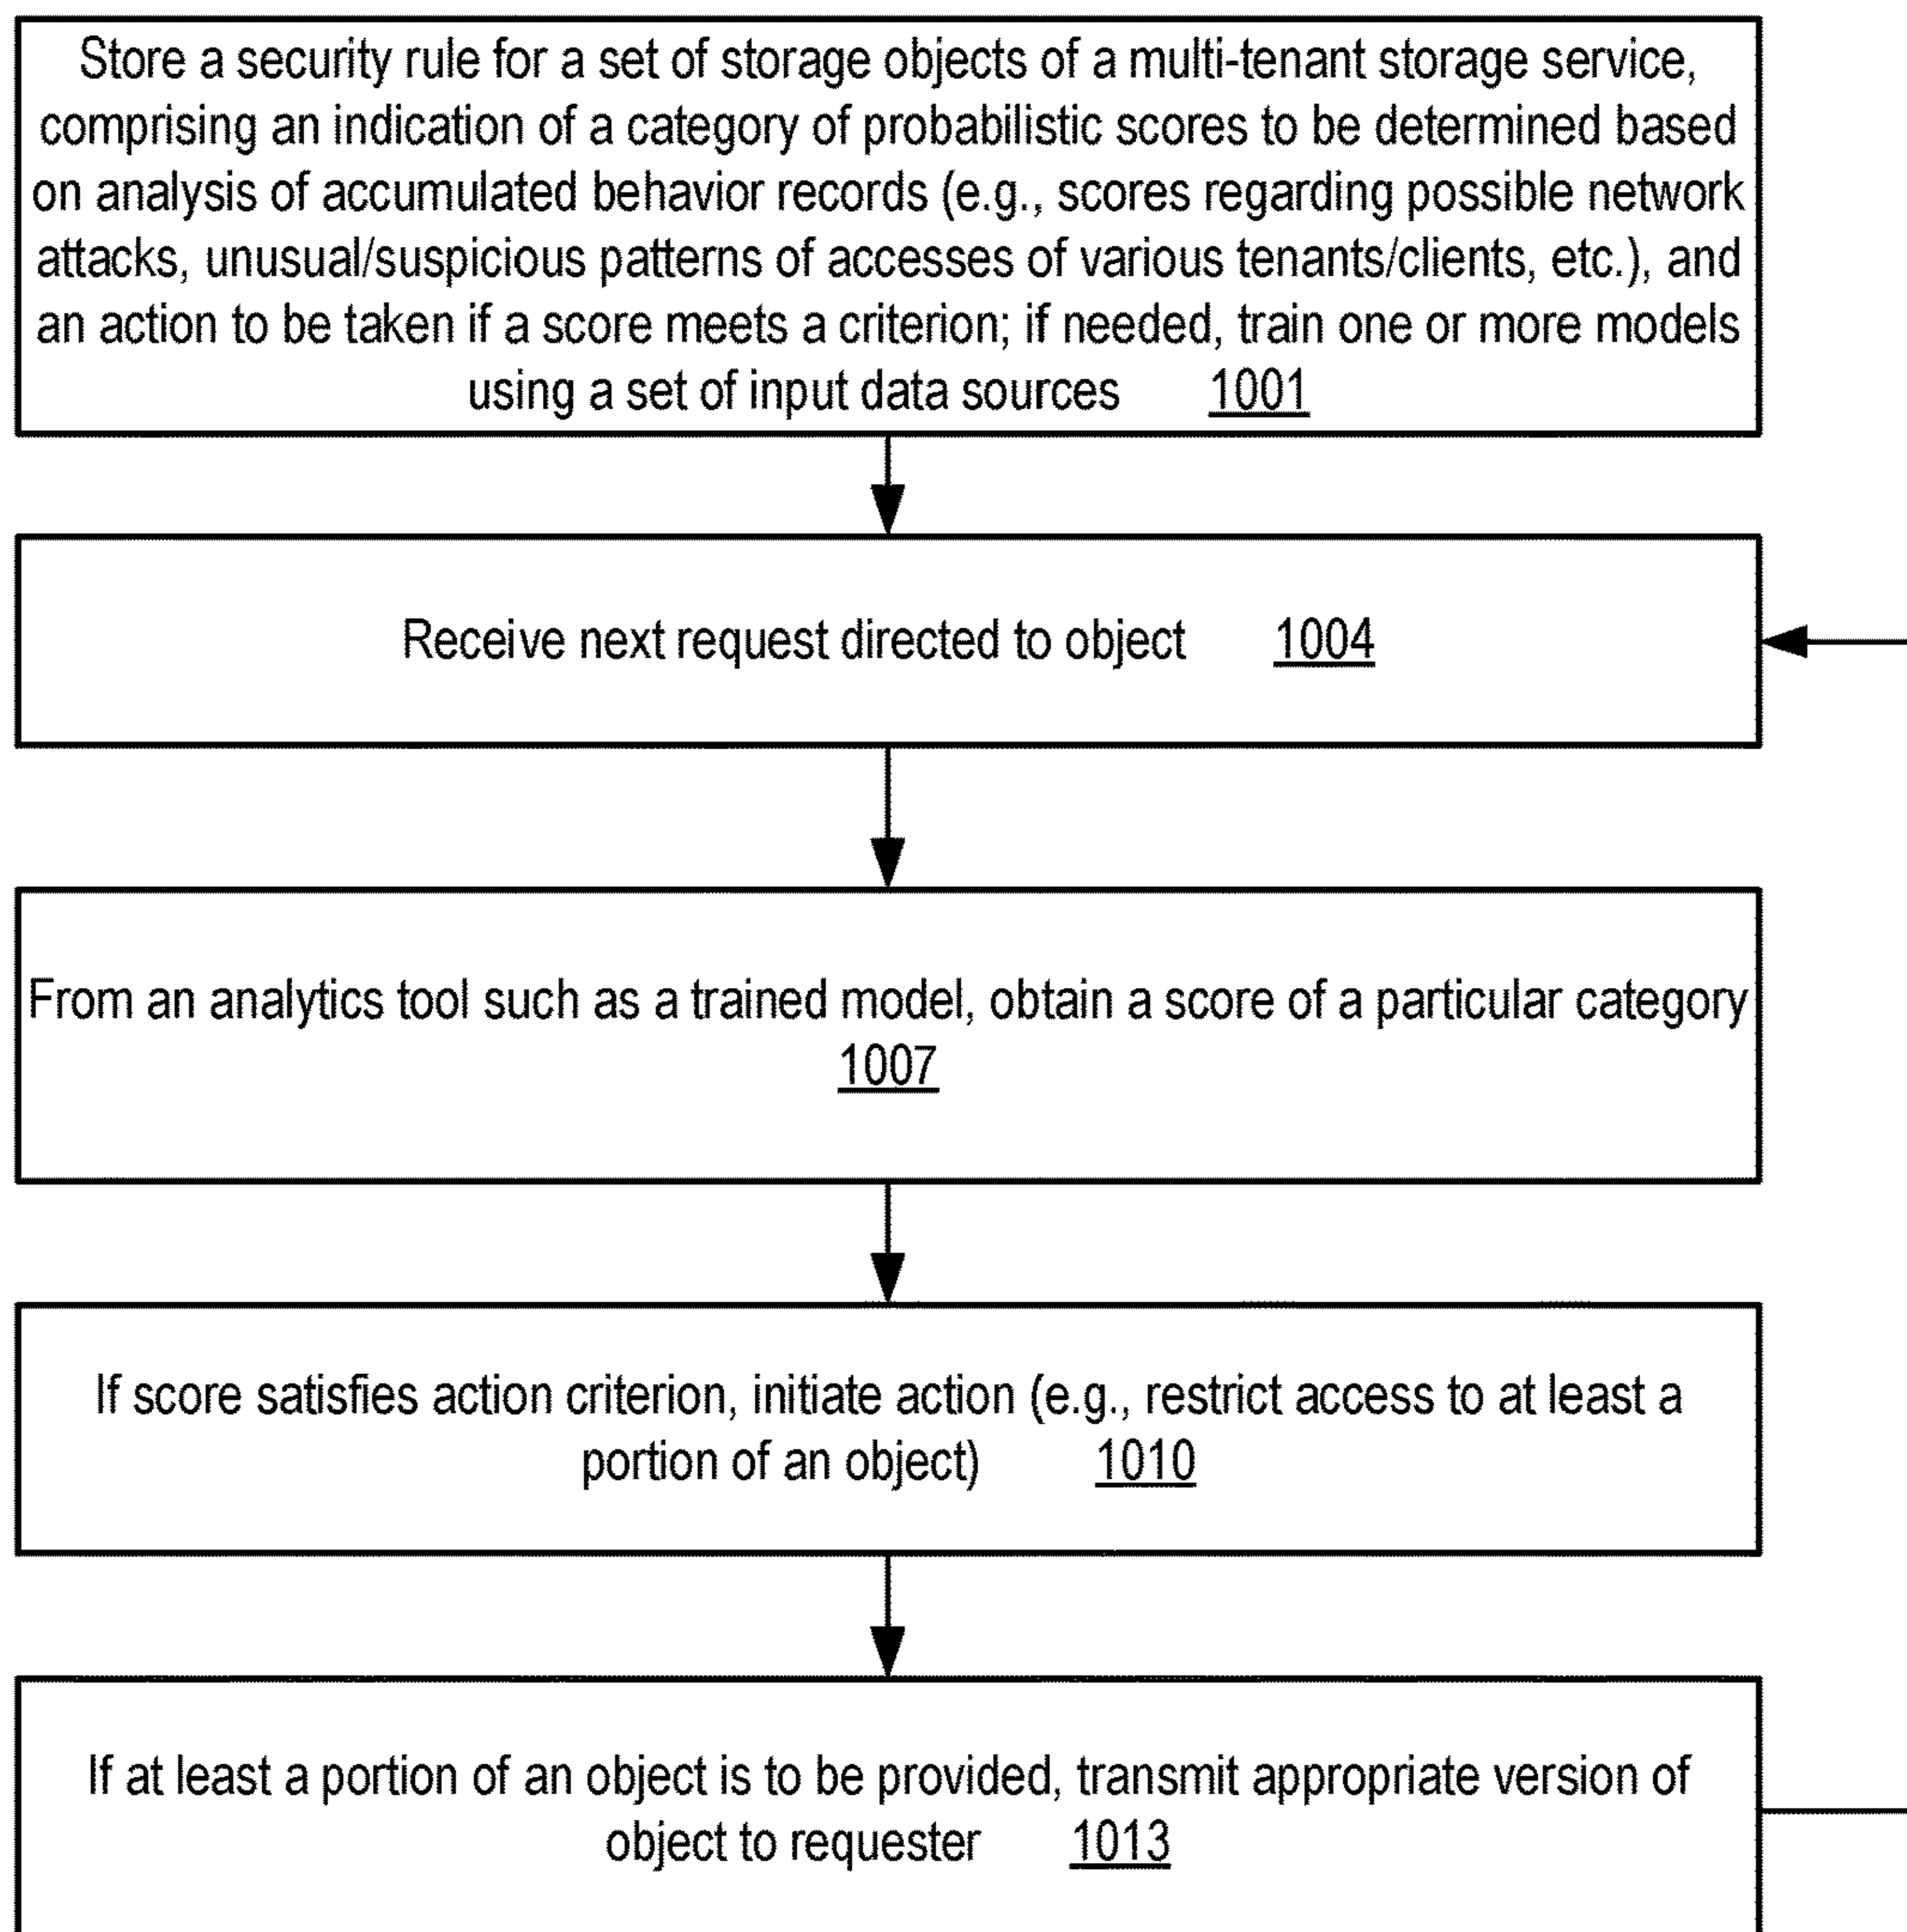 Store a security rule for a set of storage objects of a multi-tenant storage service,
comprising an indication of a category of probabilistic scores to be determined based
on analysis of accumulated behavior records (e.g., scores regarding possible network
attacks, unusual/suspicious patterns of accesses of various tenants/clients, etc.), and
an action to be taken if a score meets a criterion; if needed, train one or more models
using a set of input data sources 1001
Receive next request directed to object 1004
From an analytics tool such as a trained model, obtain a score of a particular category
1007
If score satisfies action criterion, initiate action (e.g., restrict access to at least a
portion of an object) 1010
If at least a portion of an object is to be provided, transmit appropriate version of
object to requester 1013